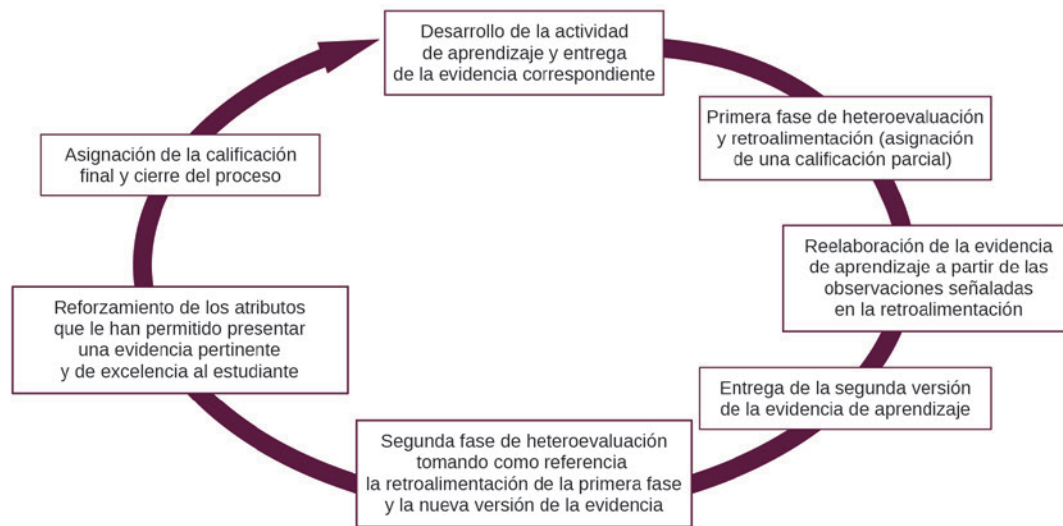 Desarrollo de la actividad
de aprendizaje y entrega
de la evidencia correspondiente
Primera fase de heteroevaluación
y retroalimentación (asignación
de una calificación parcial)
Reelaboración de la evidencia
de aprendizaje a partir de las
observaciones señaladas
en la retroalimentación
Entrega de la segunda versión
de la evidencia de aprendizaje
Segunda fase de heteroevaluación
tomando como referencia
la retroalimentación de la primera fase
y la nueva versión de la evidencia
Reforzamiento de los atributos
que le han permitido presentar
una evidencia pertinente
y de excelencia al estudiante
Asignación de la calificación
final y cierre del proceso